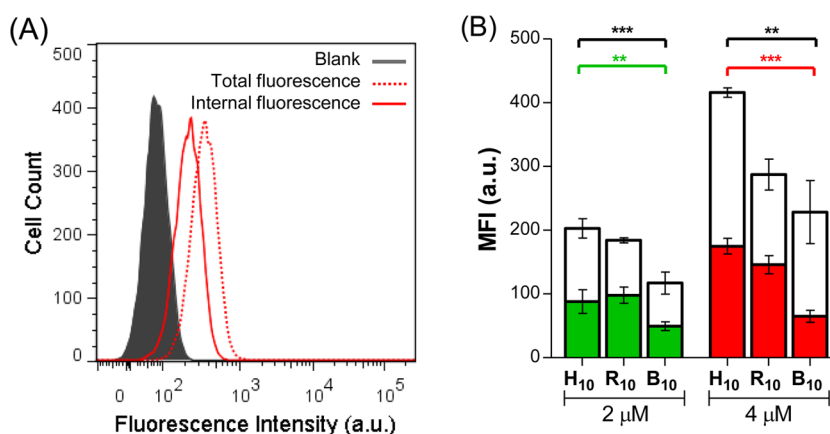 (A)
500
400
300
200
100
0
Cell Count
Blank
Total fluorescence
Internal fluorescence
0 10² 10³ 10⁴ 10⁵
Fluorescence Intensity (a.u.)
(B)
500
400
300
200
100
0
MFI (a.u.)
*** **
** ***
H₁₀ R₁₀ B₁₀ H₁₀ R₁₀ B₁₀
2 μM 4 μM